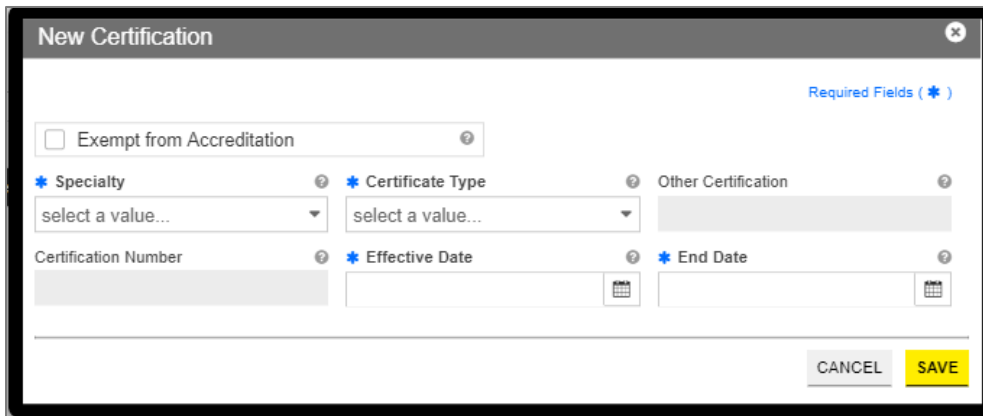 New Certification
Required Fields ( * )
Exempt from Accreditation
* Specialty
* Certificate Type
Other Certification
select a value...
select a value...
Certification Number
* Effective Date
* End Date
CANCEL
SAVE